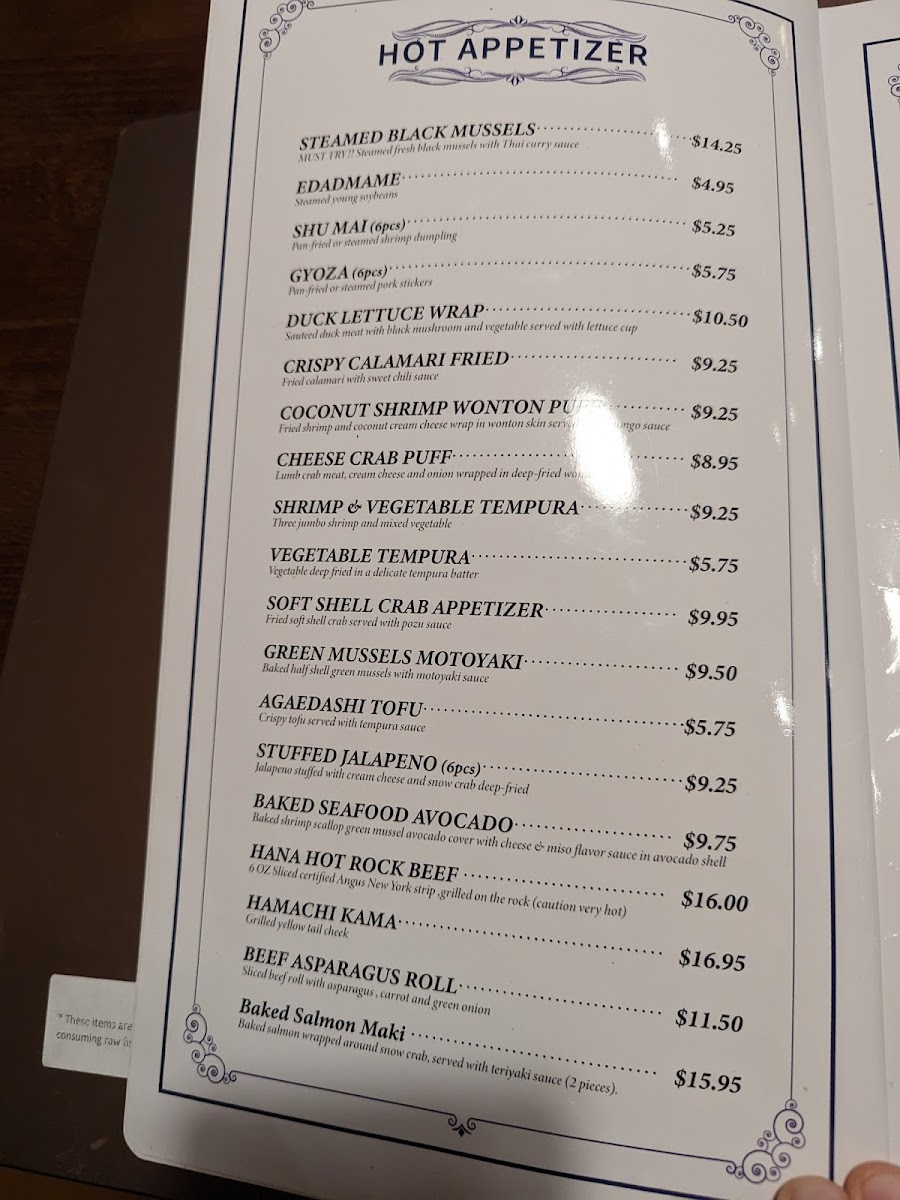 HOT APPETIZER
STEAMED BLACK MUSSELS $14.25
MUST TRY!! Steamed fresh black mussels with Thai curry sauce
EDADMAME $4.95
Steamed young soybeans
SHU MAI (6pcs) $5.25
Pan-fried or steamed shrimp dumpling
GYOZA (6pcs) $5.75
Pan-fried or steamed pork stickers
DUCK LETTUCE WRAP $10.50
Sauteed duck meat with black mushroom and vegetable served with lettuce cup
CRISPY CALAMARI FRIED $9.25
Fried calamari with sweet chili sauce
COCONUT SHRIMP WONTON $9.25
Fried shrimp and coconut cream cheese wrap in wonton skin sauce
CHEESE CRAB PUFF $8.95
Lumb crab meat, cream cheese and onion wrapped in deep-fried
SHRIMP & VEGETABLE TEMPURA $9.25
Three jumbo shrimp and mixed vegetable
VEGETABLE TEMPURA $5.75
Vegetable deep fried in a delicate tempura batter
SOFT SHELL CRAB APPETIZER $9.95
Fried soft shell crab served with pozu sauce
GREEN MUSSELS MOTOYAKI $9.50
Baked half shell green mussels with motoyaki sauce
AGAEDASHI TOFU $5.75
Crispy tofu served with tempura sauce
STUFFED JALAPENO (6pcs) $9.25
Jalapeno stuffed with cream cheese and snow crab deep-fried
BAKED SEAFOOD AVOCADO $9.75
Baked shrimp scallop green mussel avocado cover with cheese & miso flavor sauce in avocado shell
HANA HOT ROCK BEEF $16.00
6 OZ Sliced certified Angus New York strip ,grilled on the rock (caution very hot)
HAMACHI KAMA $16.95
Grilled yellow tail cheek
BEEF ASPARAGUS ROLL $11.50
Sliced beef roll with asparagus , carrot and green onion
Baked Salmon Maki $15.95
Baked salmon wrapped around snow crab, served with teriyaki sauce (2 pieces).
* These items are
consuming raw